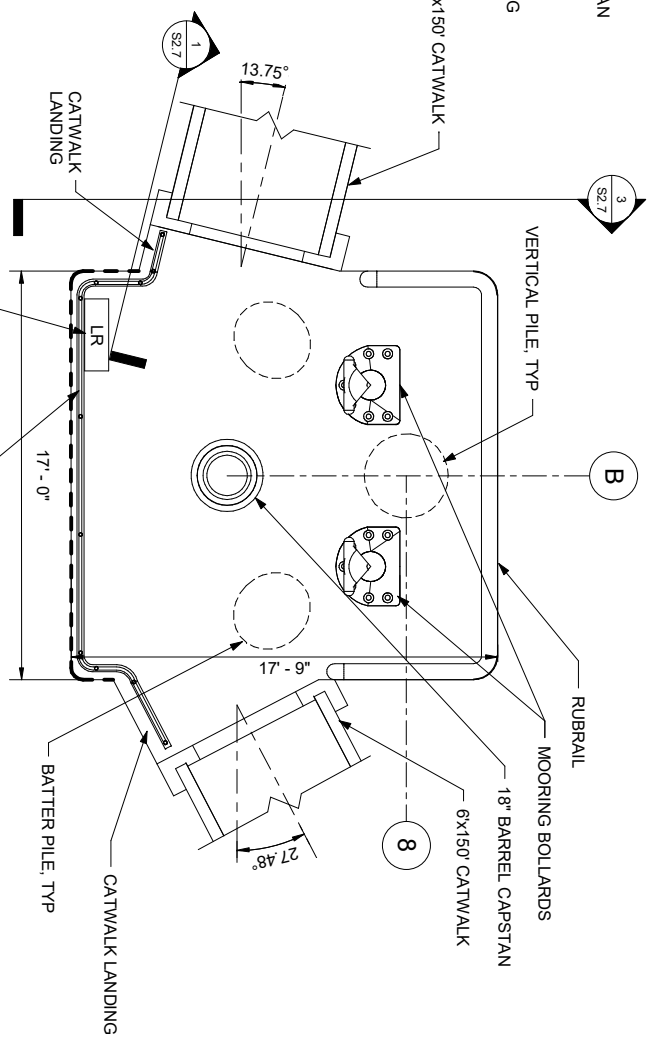 AN
G
x150' CATWALK
1
S2.7
13.75°
CATWALK
LANDING
3
S2.7
VERTICAL PILE, TYP
B
LR
17' - 0"
17' - 9"
RUBRAIL
MOORING BOLLARDS
18" BARREL CAPSTAN
6'x150' CATWALK
8
27.48°
CATWALK LANDING
BATTER PILE, TYP